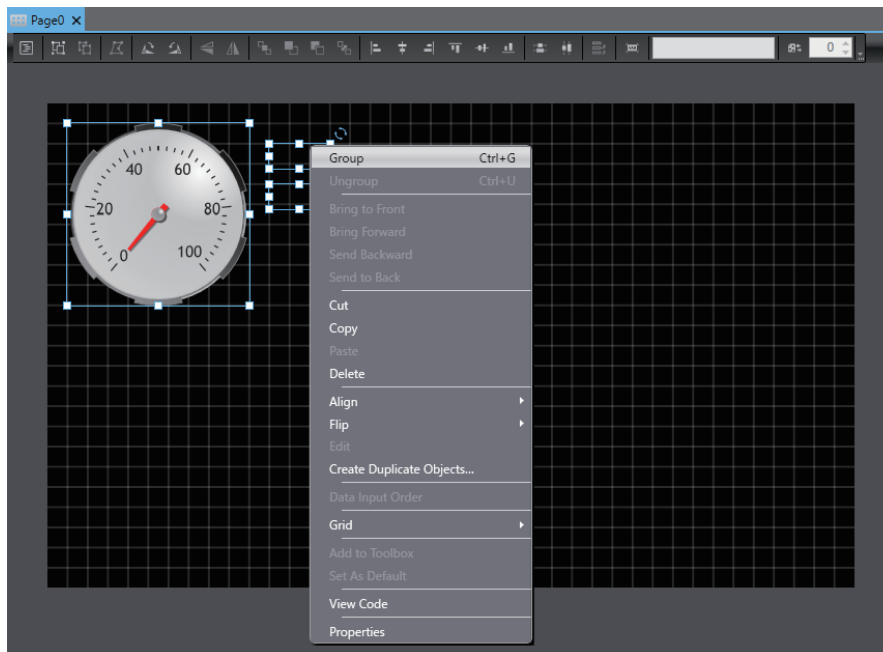 Page0
0
40 60
20 80
0 100
Group Ctrl+G
Ungroup Ctrl+U
Bring to Front
Bring Forward
Send Backward
Send to Back
Cut
Copy
Paste
Delete
Align
Flip
Edit
Create Duplicate Objects...
Data Input Order
Grid
Add to Toolbox
Set As Default
View Code
Properties